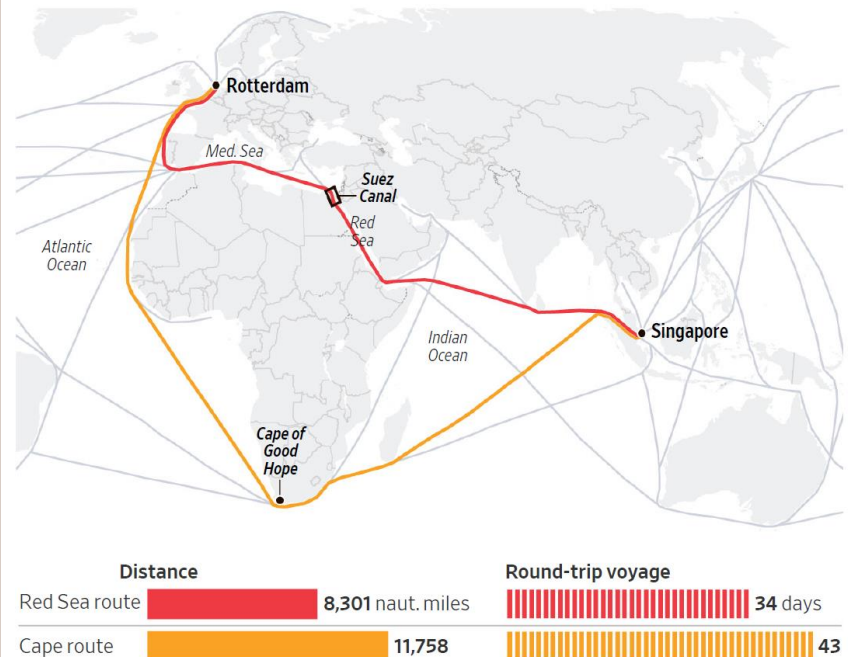 Rotterdam
Med. Sea
Suez
Canal
Red
Sea
Atlantic
Ocean
Singapore
Indian
Ocean
Cape of
Good
Hope
Distance
Round-trip voyage
Red Sea route 8,301 naut. miles 34 days
Cape route 11,758 43